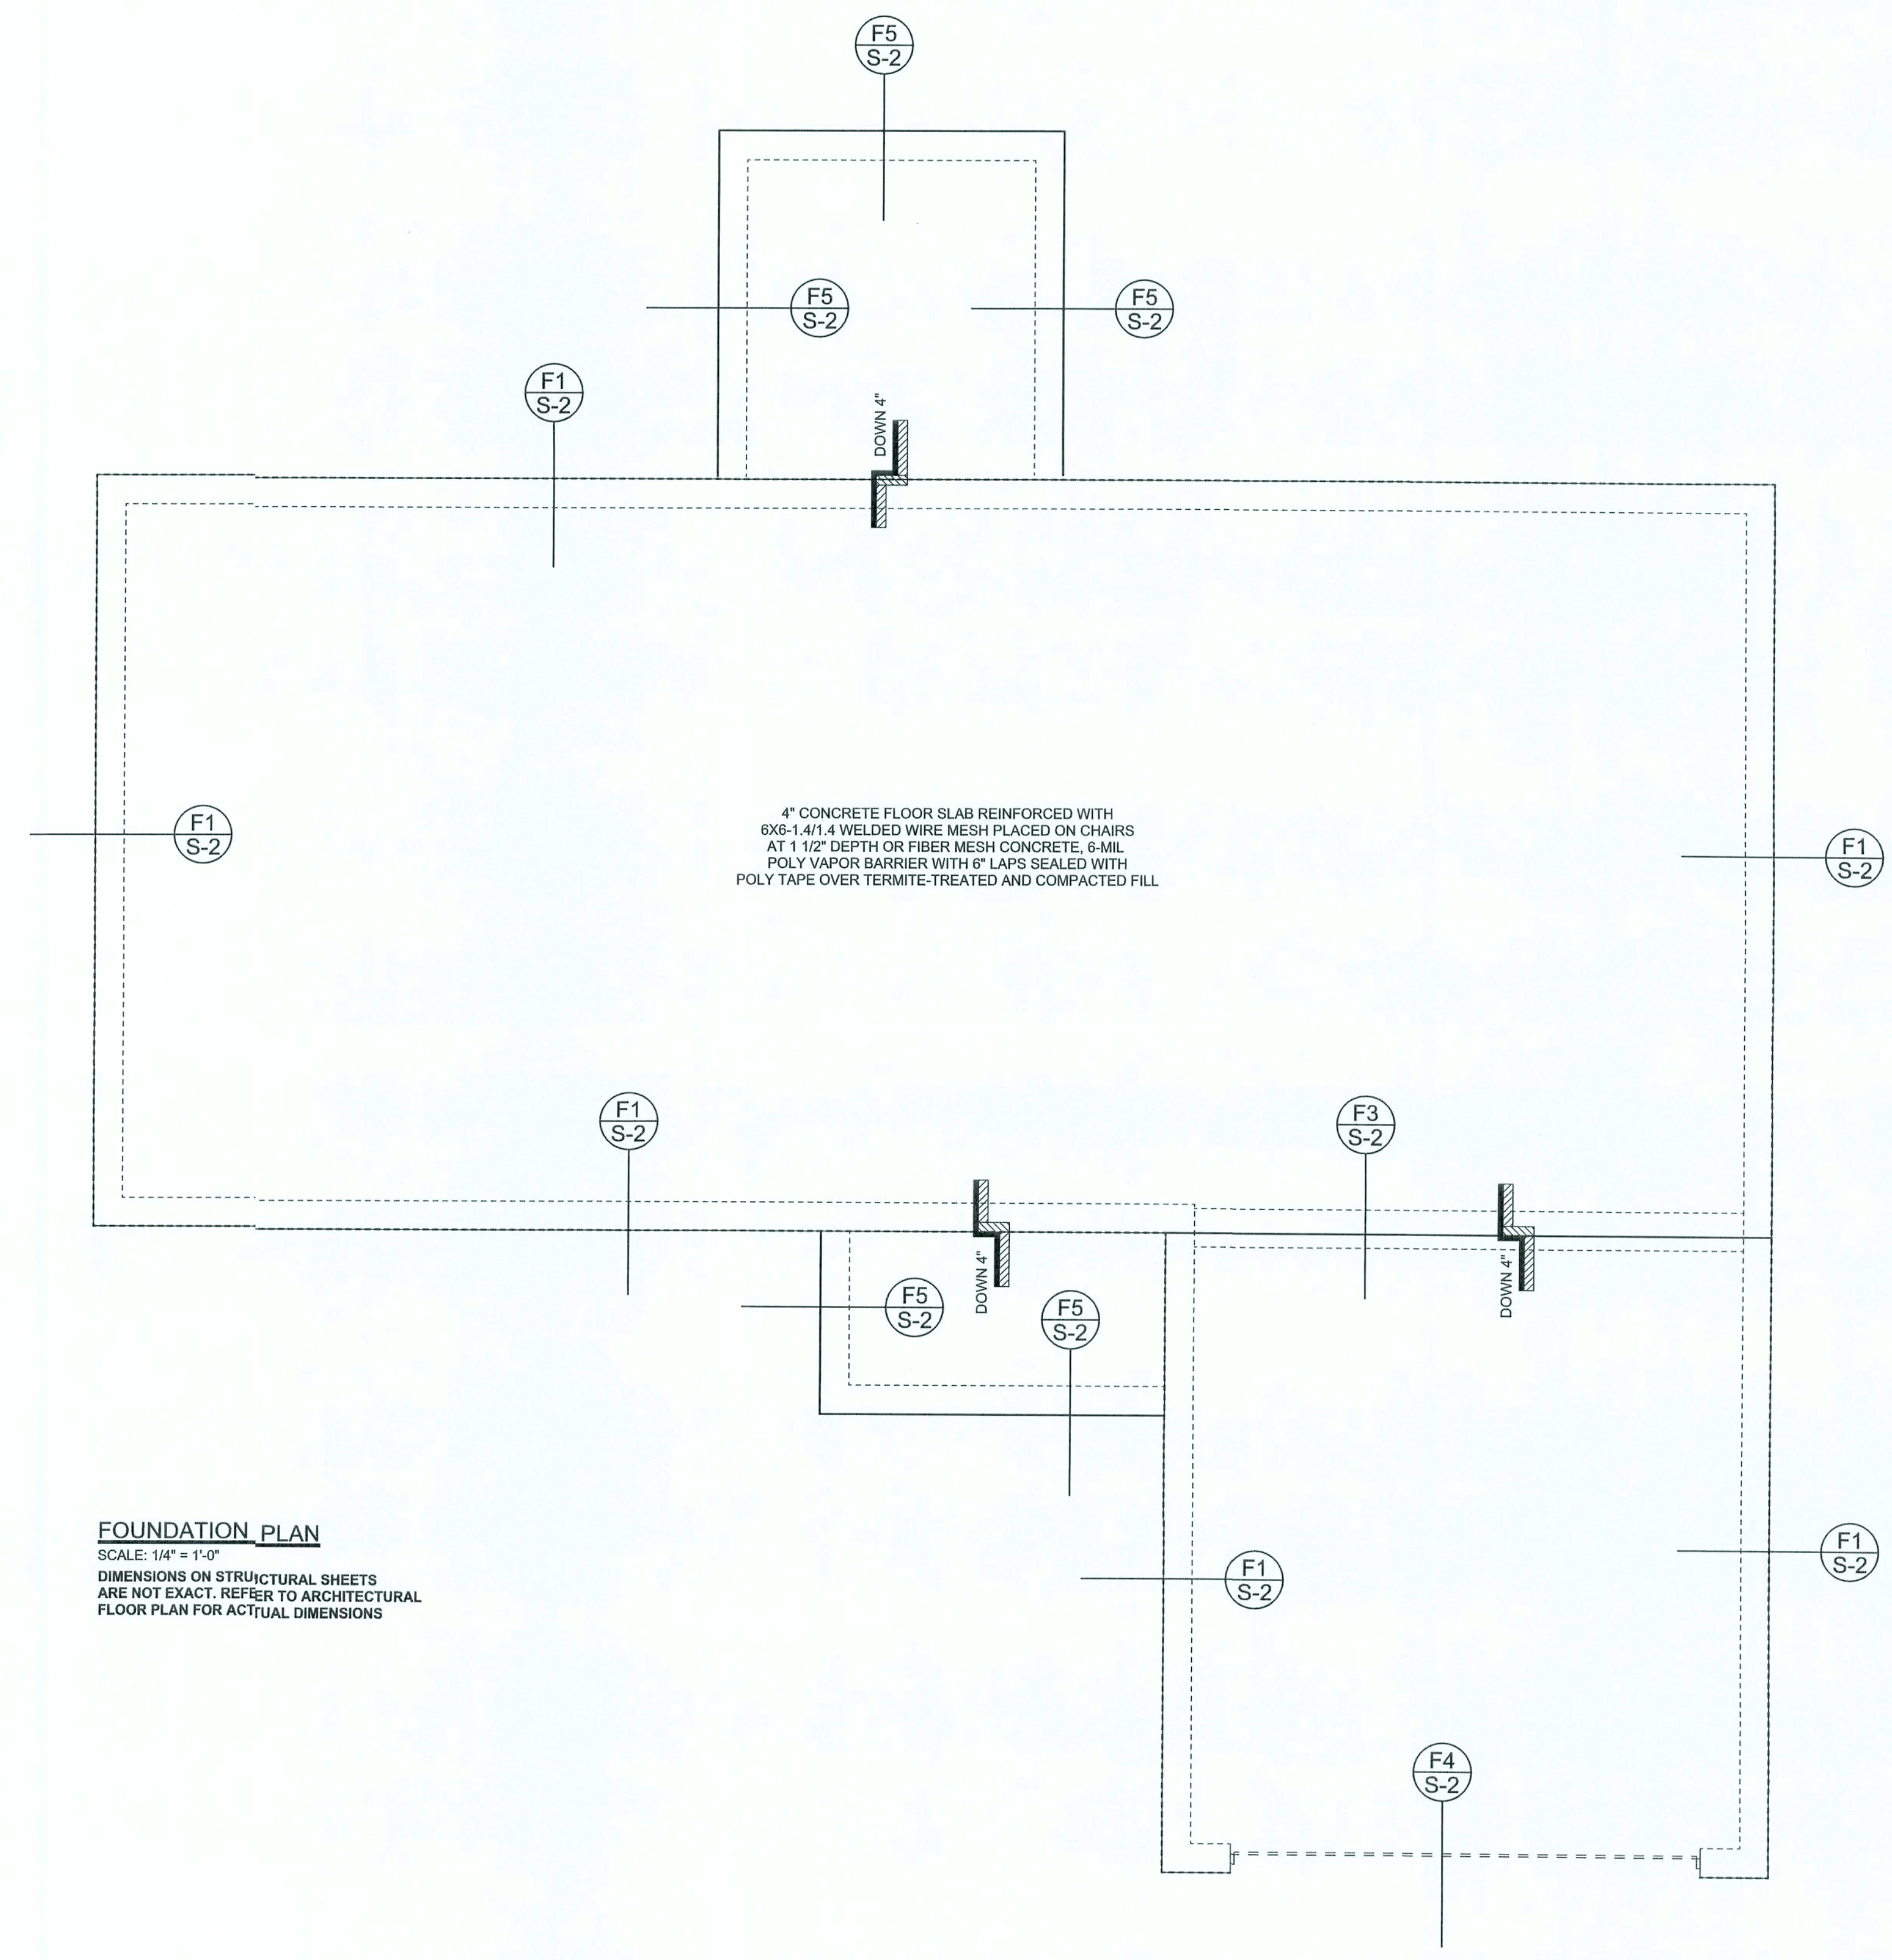 F5
S-2
F5
S-2
F5
S-2
F1
S-2
DOWN 4"
4" CONCRETE FLOOR SLAB REINFORCED WITH
6X6-1.4/1.4 WELDED WIRE MESH PLACED ON CHAIRS
AT 1 1/2" DEPTH OR FIBER MESH CONCRETE, 6-MIL
POLY VAPOR BARRIER WITH 6" LAPS SEALED WITH
POLY TAPE OVER TERMITE-TREATED AND COMPACTED FILL
F1
S-2
F1
S-2
F1
S-2
F3
S-2
DOWN 4"
DOWN 4"
F5
S-2
F5
S-2
FOUNDATION PLAN
SCALE: 1/4" = 1'-0"
DIMENSIONS ON STRUCTURAL SHEETS
ARE NOT EXACT. REFER TO ARCHITECTURAL
FLOOR PLAN FOR ACTUAL DIMENSIONS
F1
S-2
F1
S-2
F4
S-2